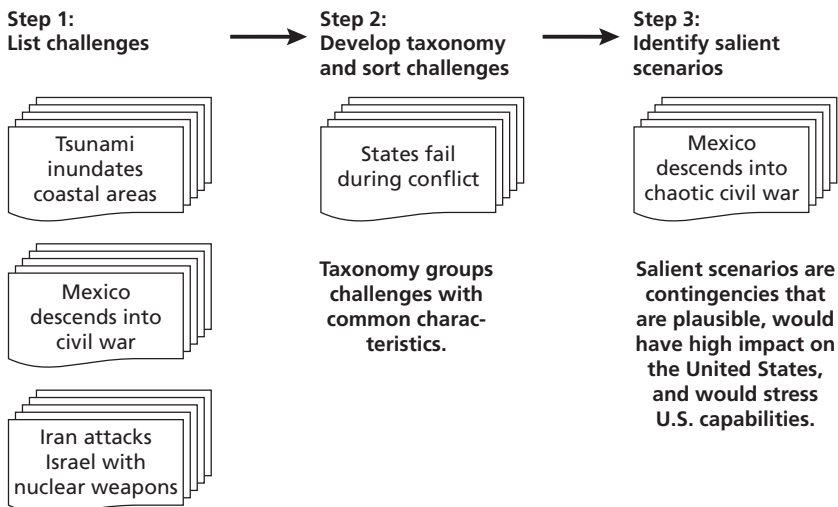 Step 1:
List challenges
Step 2:
Develop taxonomy
and sort challenges
Step 3:
Identify salient
scenarios
Tsunami
inundates
coastal areas
Mexico
descends into
civil war
Iran attacks
Israel with
nuclear weapons
States fail
during conflict
Taxonomy groups
challenges with
common charac-
teristics.
Mexico
descends into
chaotic civil war
Salient scenarios are
contingencies that
are plausible, would
have high impact on
the United States,
and would stress
U.S. capabilities.